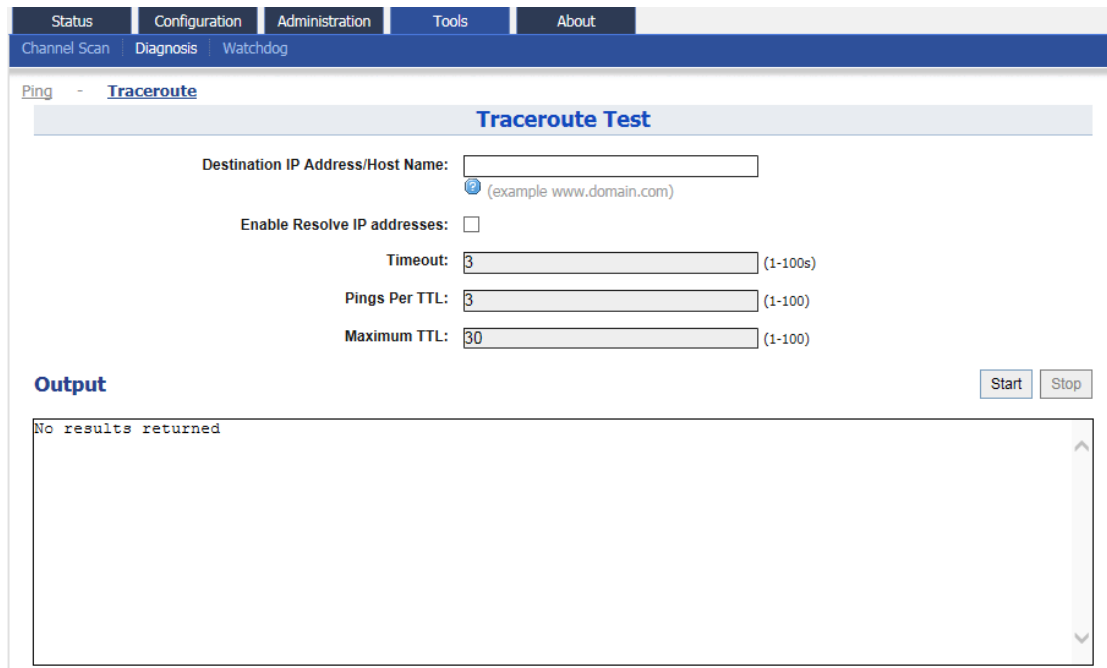 Status Configuration Administration Tools About
Channel Scan Diagnosis Watchdog
Ping - Traceroute
Traceroute Test
Destination IP Address/Host Name:
? (example www.domain.com)
Enable Resolve IP addresses:
Timeout: 3 (1-100s)
Pings Per TTL: 3 (1-100)
Maximum TTL: 30 (1-100)
Output Start Stop
No results returned